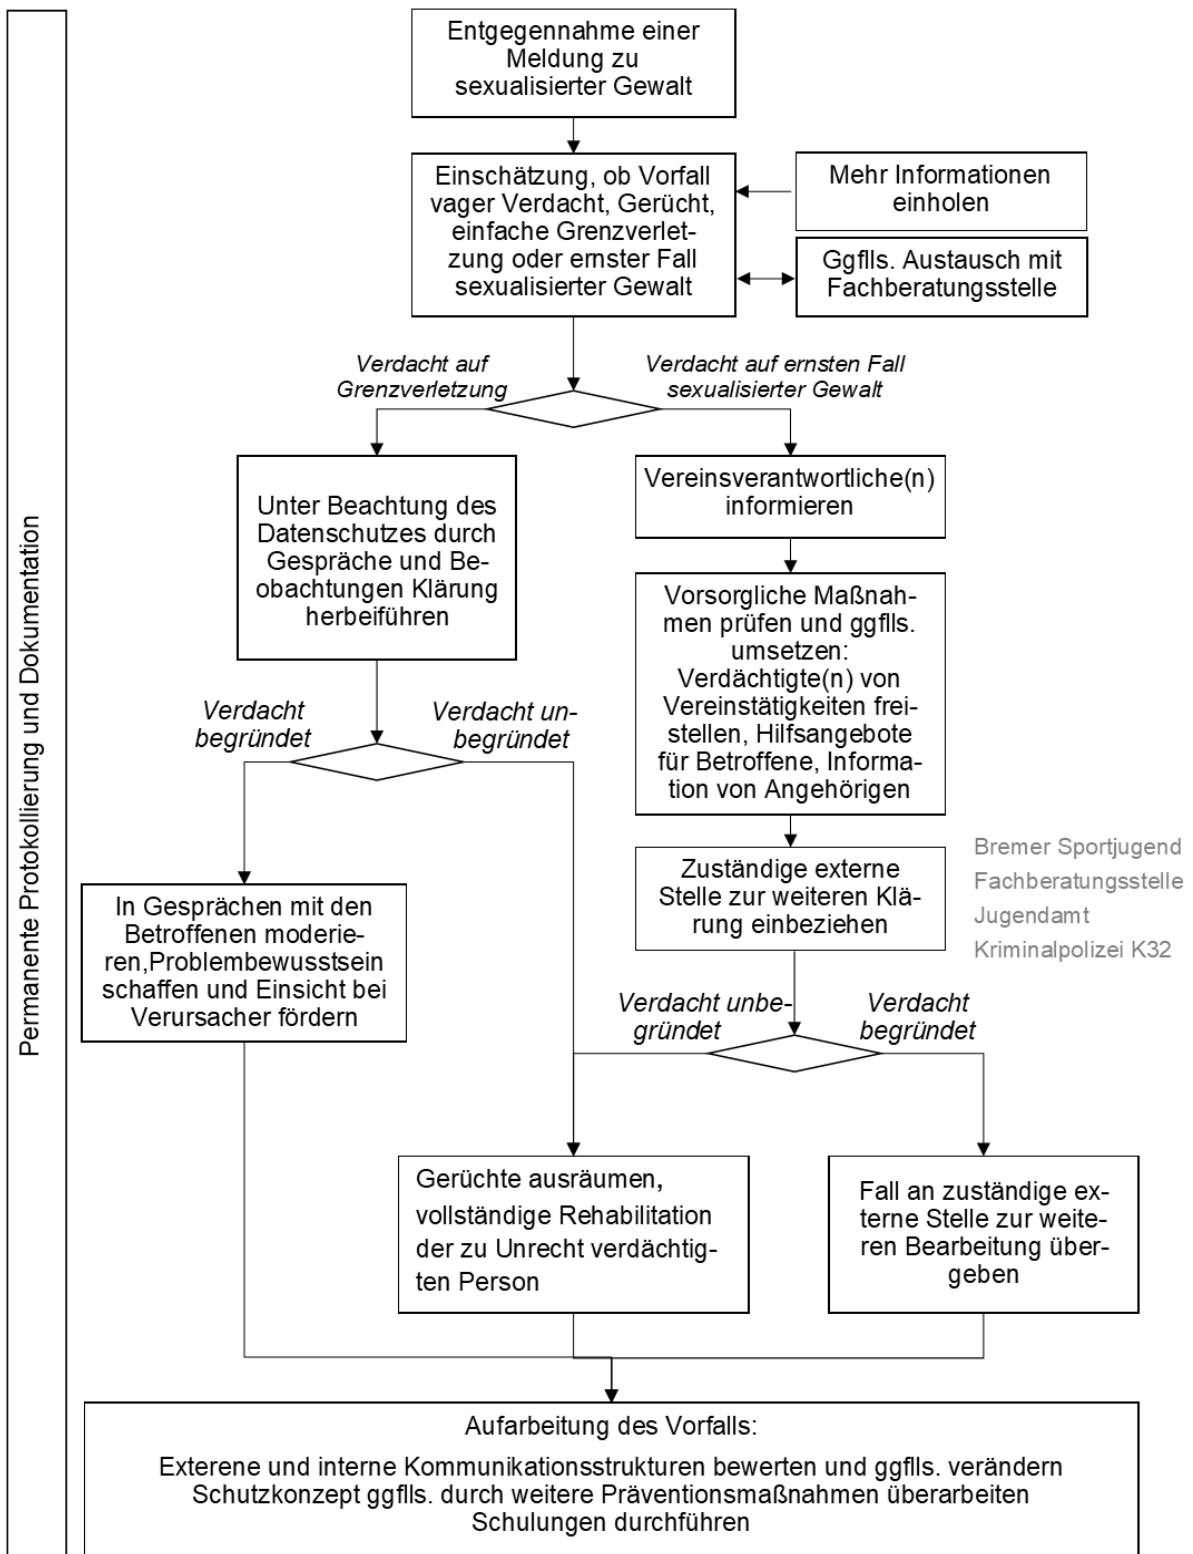 Permanente Protokollierung und Dokumentation
Entgegennahme einer
Meldung zu
sexualisierter Gewalt
Einschätzung, ob Vorfall
vager Verdacht, Gerücht,
einfache Grenzverlet-
zung oder ernster Fall
sexualisierter Gewalt
Mehr Informationen
einholen
Ggflls. Austausch mit
Fachberatungsstelle
Verdacht auf
Grenzverletzung
Verdacht auf ernsten Fall
sexualisierter Gewalt
Unter Beachtung des
Datenschutzes durch
Gespräche und Be-
obachtungen Klärung
herbeiführen
Vereinsverantwortliche(n)
informieren
Vorsorgliche Maßnah-
men prüfen und ggflls.
umsetzen:
Verdächtigte(n) von
Vereinstätigkeiten frei-
stellen, Hilfsangebote
für Betroffene, Informa-
tion von Angehörigen
Verdacht
begründet
Verdacht un-
begründet
Zuständige externe
Stelle zur weiteren Klä-
rung einbeziehen
Bremer Sportjugend
Fachberatungsstelle
Jugendamt
Kriminalpolizei K32
In Gesprächen mit den
Betroffenen moderie-
ren,Problembewusstsein
schaffen und Einsicht bei
Verursacher fördern
Verdacht unbe-
gründet
Verdacht
begründet
Gerüchte ausräumen,
vollständige Rehabilitation
der zu Unrecht verdächtig-
ten Person
Fall an zuständige ex-
terne Stelle zur weite-
ren Bearbeitung über-
geben
Aufarbeitung des Vorfalls:
Exterene und interne Kommunikationsstrukturen bewerten und ggflls. verändern
Schutzkonzept ggflls. durch weitere Präventionsmaßnahmen überarbeiten
Schulungen durchführen